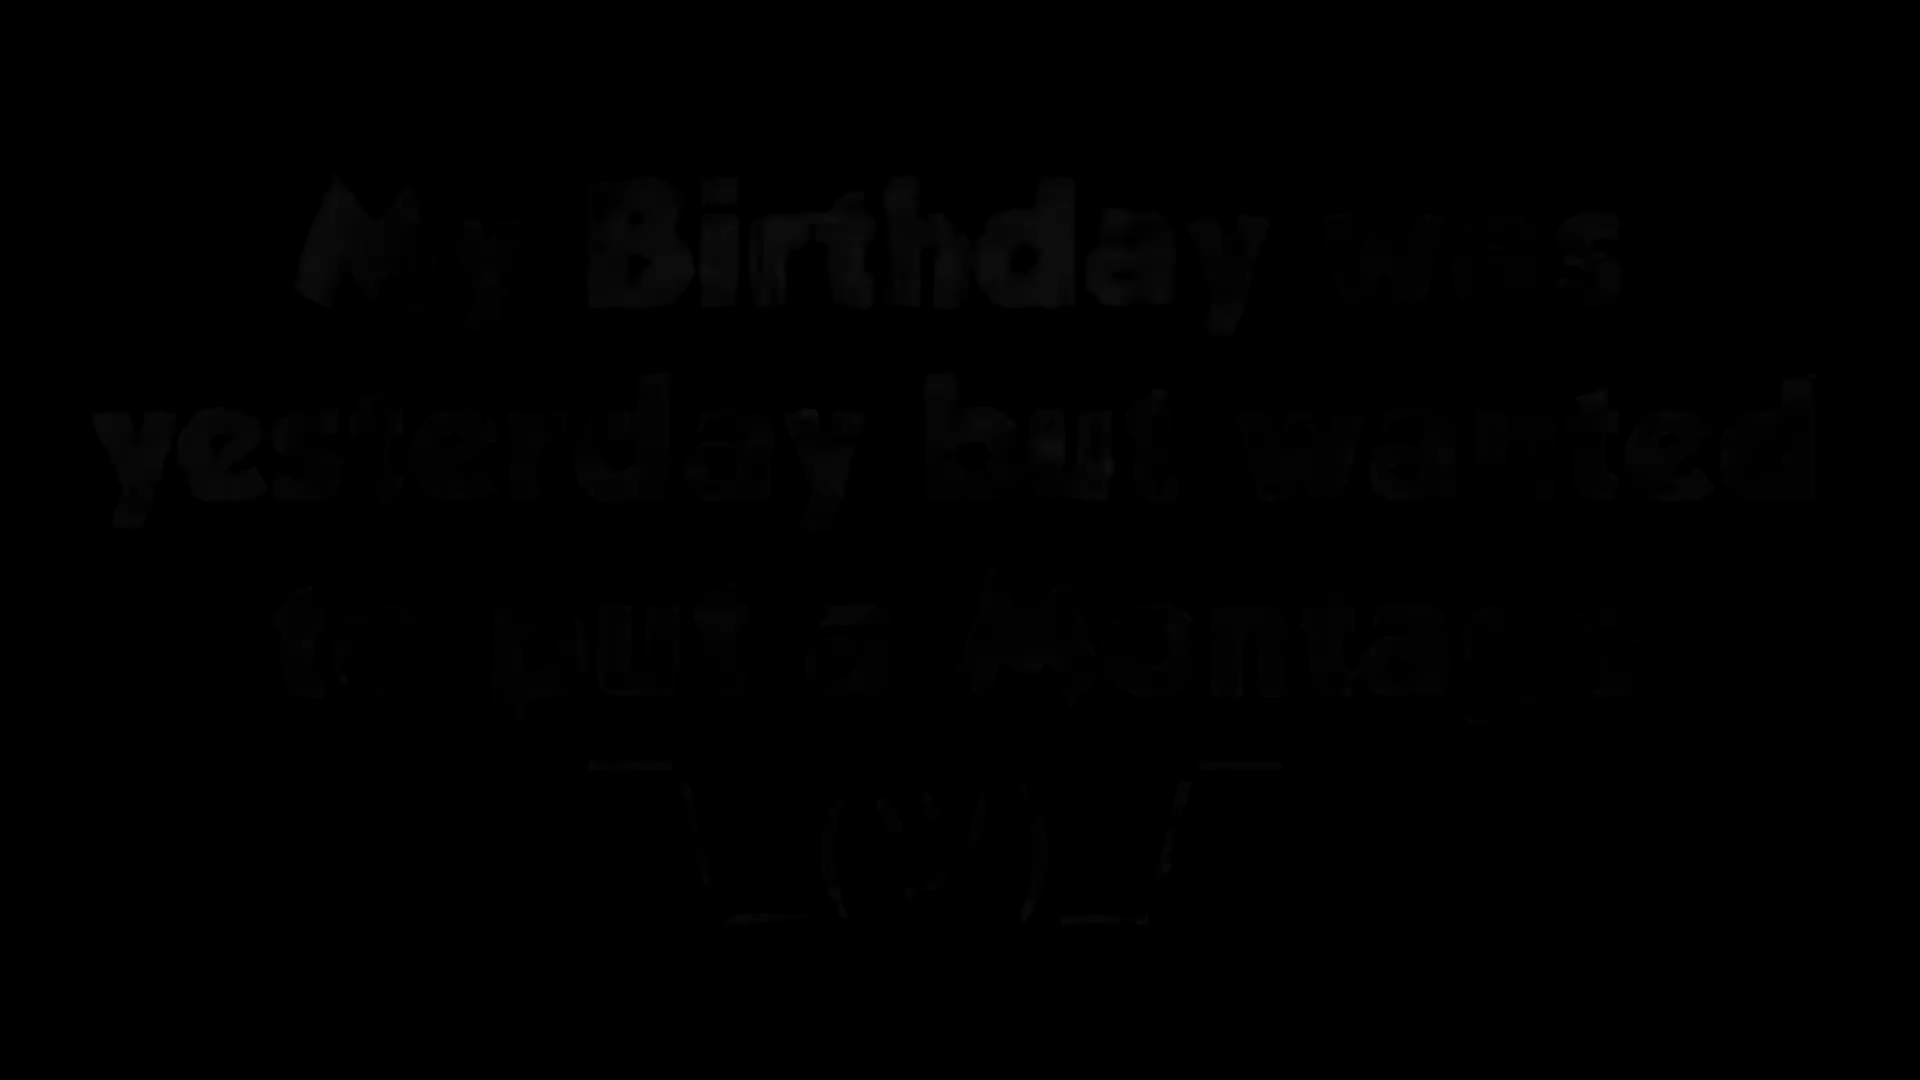 My Birthday was
yesterday but wanted
to put a Montage
¯\_(ツ)_/¯